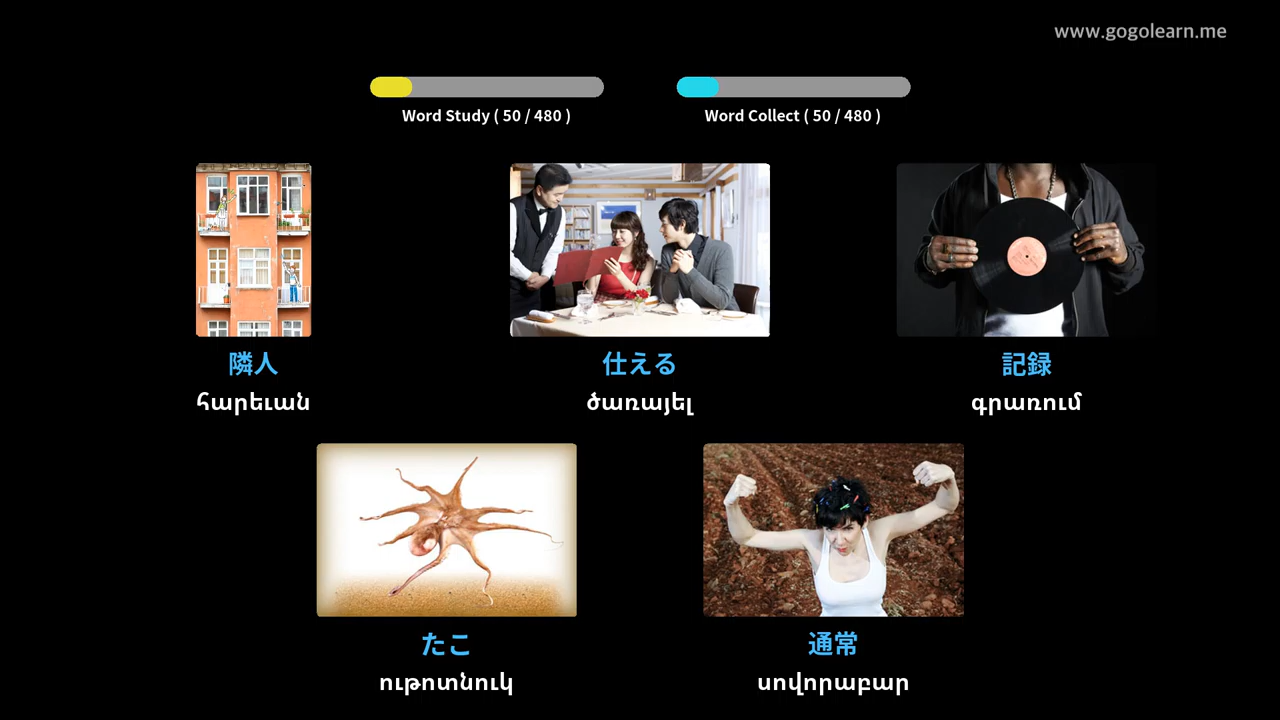 www.gogolearn.me
Word Study ( 50 / 480 )
Word Collect ( 50 / 480 )
隣人
հարեւան
仕える
ծառայել
記録
գրառում
たこ
ութոտնուկ
通常
սովորաբար